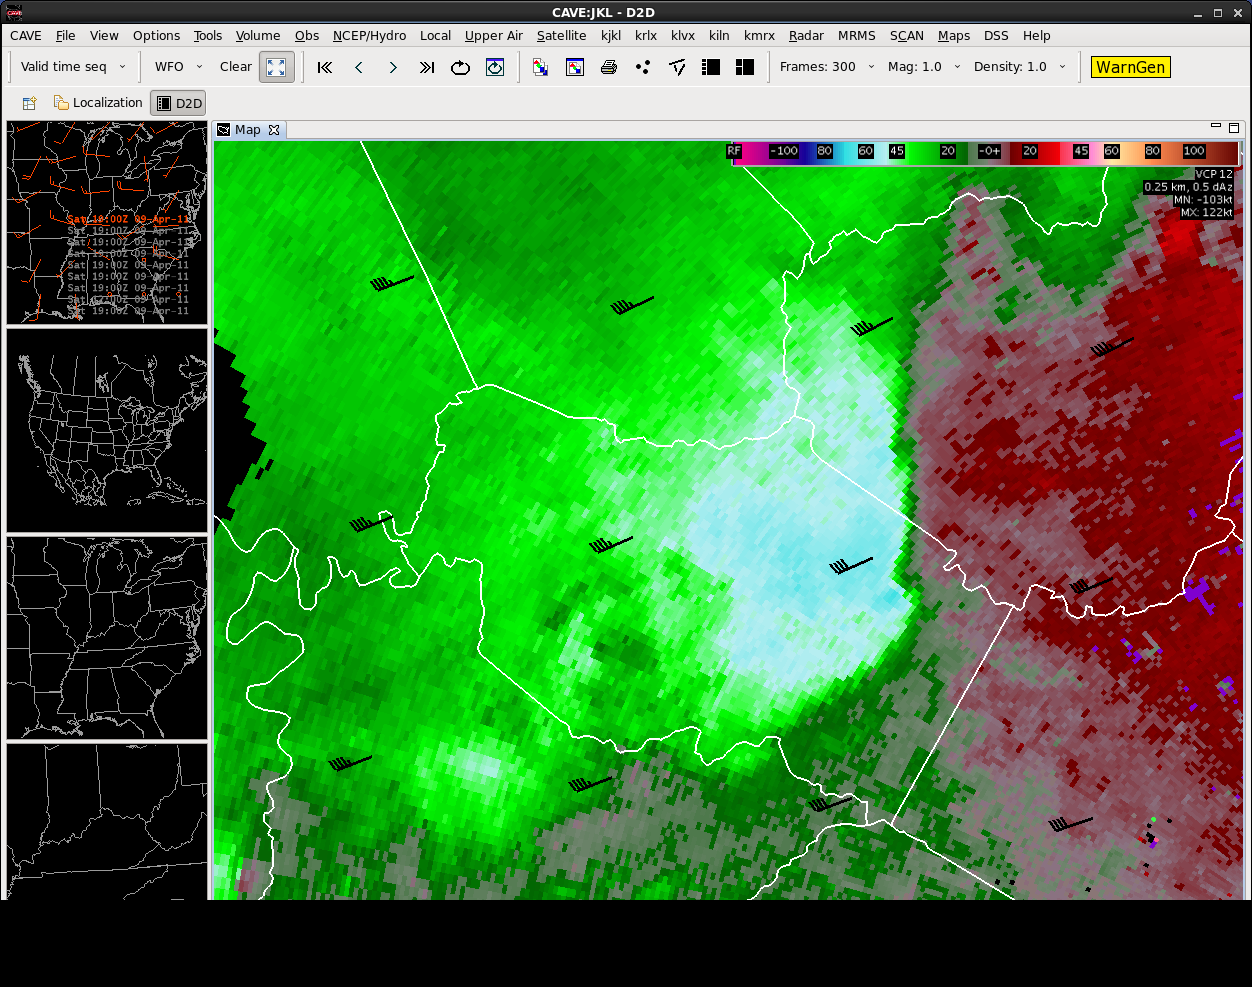 CAVE:JKL - D2D
CAVE File View Options Tools Volume Obs NCEP/Hydro Local Upper Air Satellite kjkl krlx klvx kiln kmrx Radar MRMS SCAN Maps DSS Help
Valid time seq WFO Clear Frames: 300 Mag: 1.0 Density: 1.0 WarnGen
Localization D2D
Map
RF -100 80 60 45 20 -0+ 20 45 60 80 100
VCP 12
0.25 km, 0.5 dAz
MN: -103kt
MX: 122kt
Sat 18:00Z 09-Apr-11
Sat 19:00Z 09-Apr-11
Sat 19:00Z 09-Apr-11
Sat 19:00Z 09-Apr-11
Sat 19:00Z 09-Apr-11
Sat 19:00Z 09-Apr-11
Sat 19:00Z 09-Apr-11
Sat 19:00Z 09-Apr-11
Sat 19:00Z 09-Apr-11